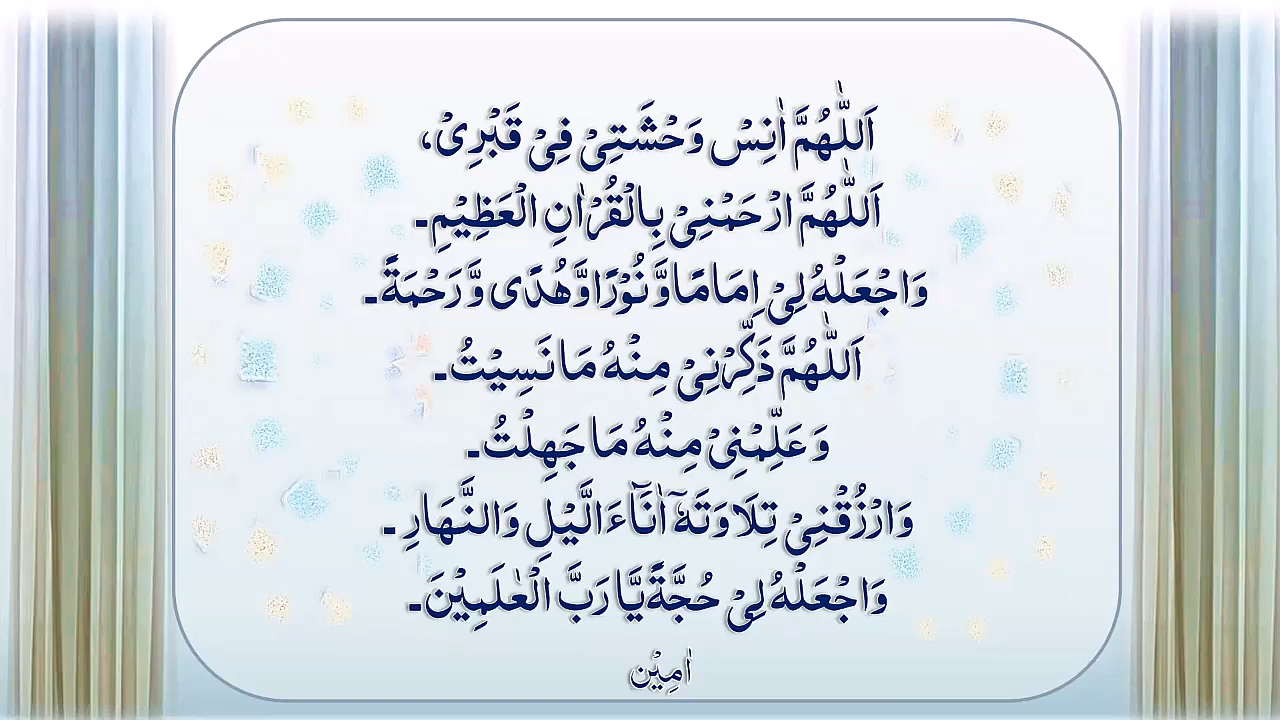 اَللّٰهُمَّ اٰنِسْ وَحْشَتِیْ فِیْ قَبْرِیْ،
اَللّٰهُمَّ ارْحَمْنِیْ بِالْقُرْاٰنِ الْعَظِیْمِ۔
وَاجْعَلْهُ لِیْ اِمَامًا وَّ نُوْرًا وَّهُدًی وَّرَحْمَةً۔
اَللّٰهُمَّ ذَكِّرْنِیْ مِنْهُ مَا نَسِیْتُ۔
وَعَلِّمْنِیْ مِنْهُ مَا جَهِلْتُ۔
وَارْزُقْنِیْ تِلَاوَتَهٗۤ اٰنَآءَ الَّیْلِ وَالنَّهَارِ۔
وَاجْعَلْهُ لِیْ حُجَّةً یَّا رَبَّ الْعٰلَمِیْنَ۔
اٰمِیْن